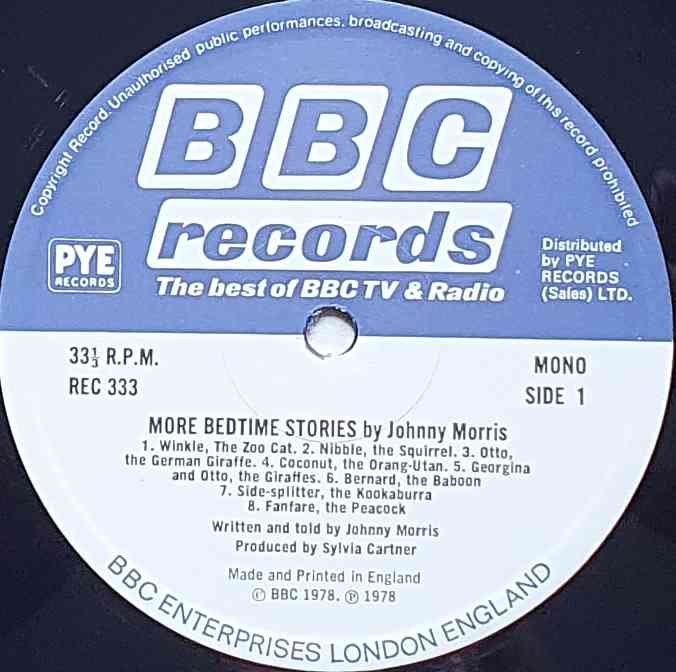 Copyright Record. Unauthorised public performances, broadcasting and copying of this record prohibited
BBC
records
The best of BBC TV & Radio
PYE
RECORDS
Distributed
by PYE
RECORDS
(Sales) LTD.
33⅓ R.P.M.
REC 333
MONO
SIDE 1
MORE BEDTIME STORIES by Johnny Morris
1. Winkle, The Zoo Cat. 2. Nibble, the Squirrel. 3. Otto,
the German Giraffe. 4. Coconut, the Orang-Utan. 5. Georgina
and Otto, the Giraffes. 6. Bernard, the Baboon
7. Side-splitter, the Kookaburra
8. Fanfare, the Peacock
Written and told by Johnny Morris
Produced by Sylvia Cartner
Made and Printed in England
© BBC 1978. ℗ 1978
BBC ENTERPRISES LONDON ENGLAND